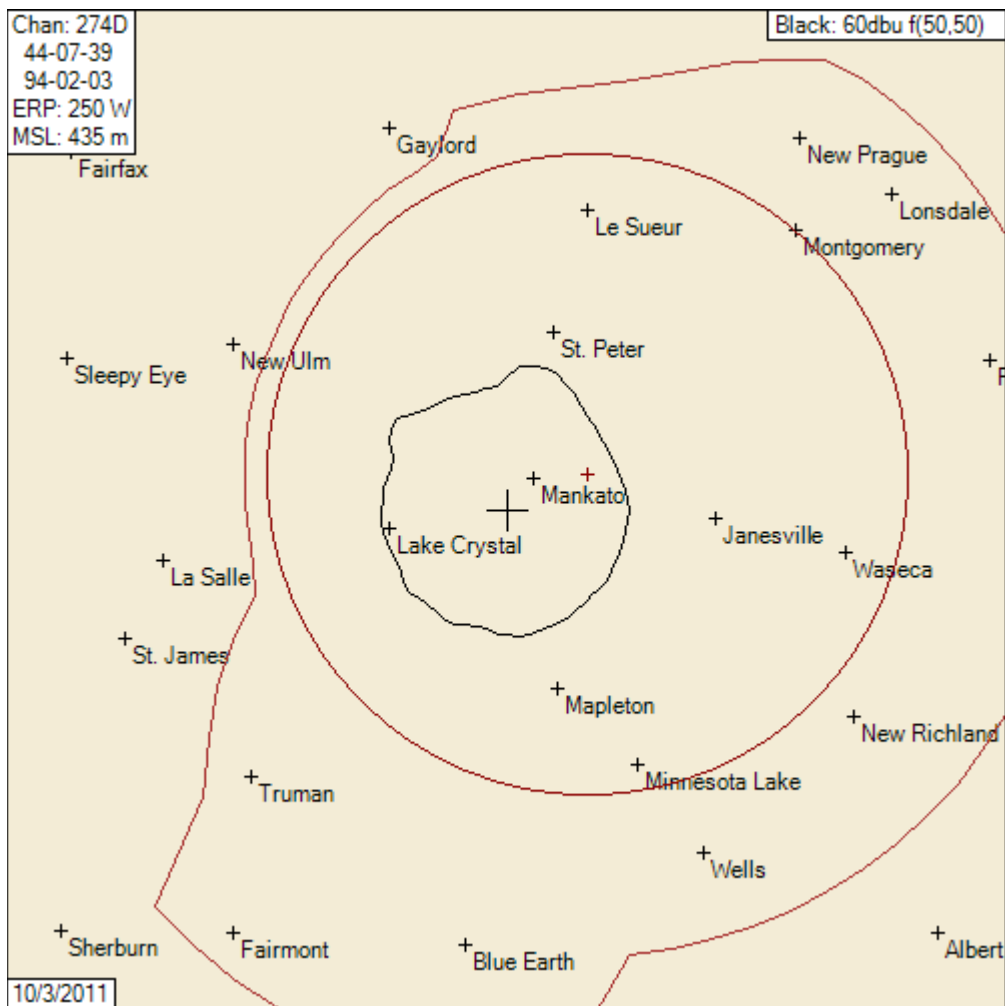 Chan: 274D
44-07-39
94-02-03
ERP: 250 W
MSL: 435 m
Black: 60dbu f(50,50)
Fairfax
Gaylord
New Prague
Lonsdale
Le Sueur
Montgomery
St. Peter
Sleepy Eye
New Ulm
F
Mankato
Lake Crystal
Janesville
Waseca
La Salle
St. James
Mapleton
New Richland
Truman
Minnesota Lake
Wells
Sherburn
Fairmont
Blue Earth
Albert
10/3/2011